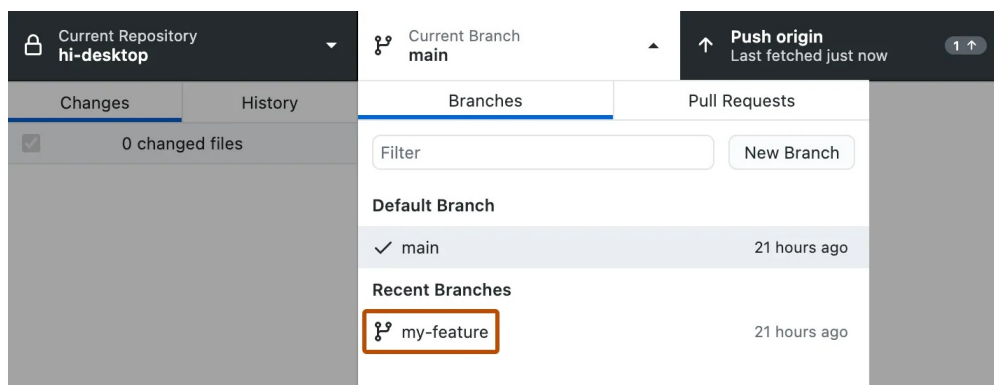 Current Repository
hi-desktop
Current Branch
main
Push origin
Last fetched just now
1
Changes
History
0 changed files
Branches
Pull Requests
Filter
New Branch
Default Branch
main
21 hours ago
Recent Branches
my-feature
21 hours ago